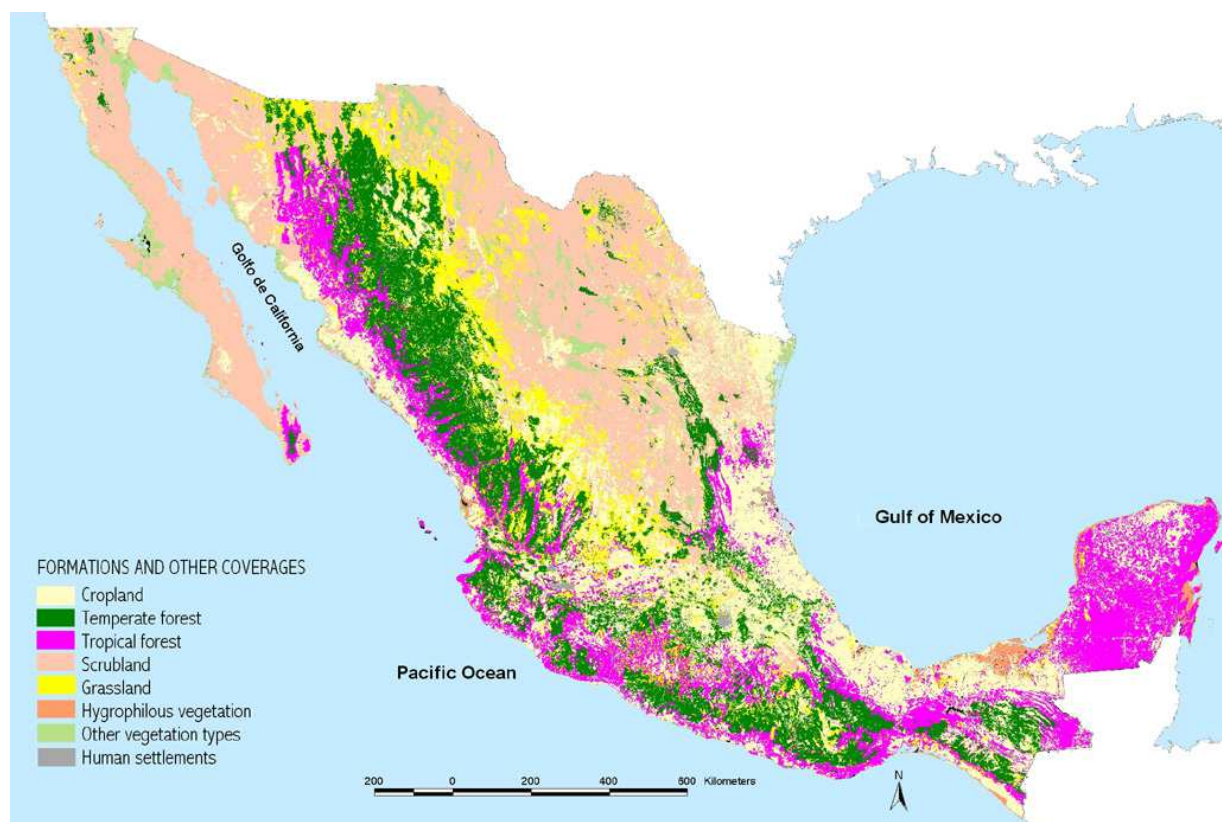 Golfo de California
Gulf of Mexico
Pacific Ocean
FORMATIONS AND OTHER COVERAGES
Cropland
Temperate forest
Tropical forest
Scrubland
Grassland
Hygrophilous vegetation
Other vegetation types
Human settlements
200 0 200 400 600 Kilometers
N